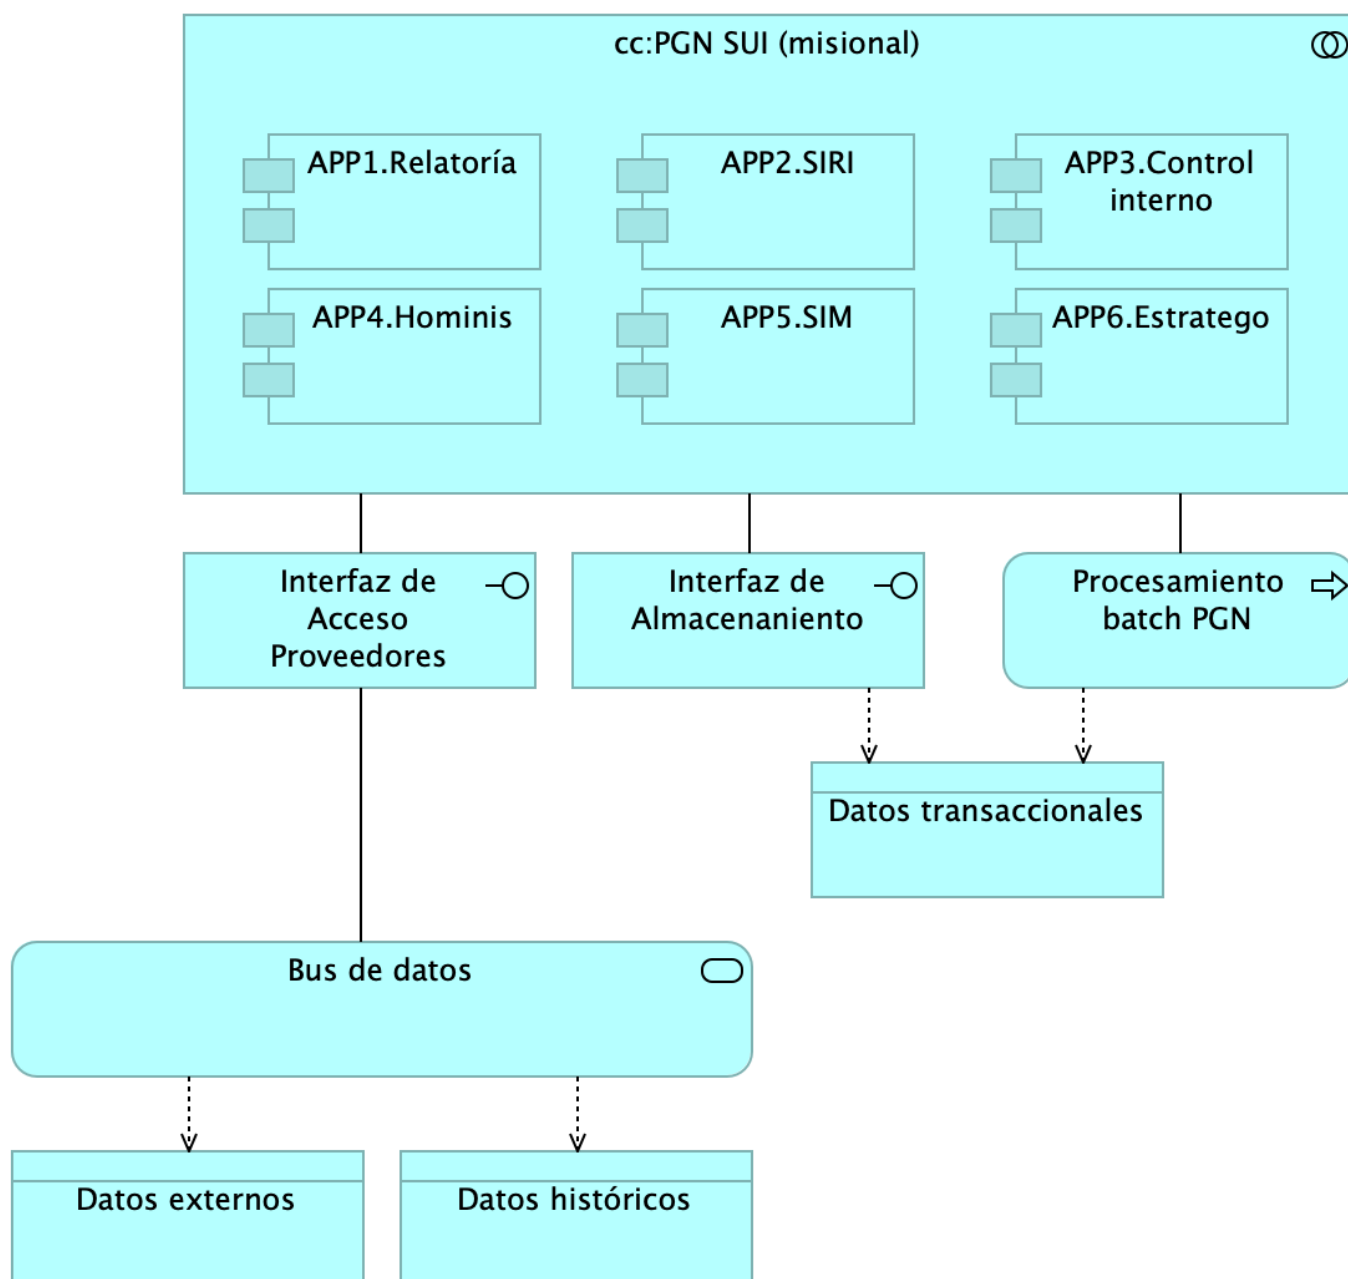 cc:PGN SUI (misional)
APP1.Relatoría
APP2.SIRI
APP3.Control
interno
APP4.Hominis
APP5.SIM
APP6.Estratego
Interfaz de
Acceso
Proveedores
Interfaz de
Almacenaniento
Procesamiento
batch PGN
Datos transaccionales
Bus de datos
Datos externos
Datos históricos